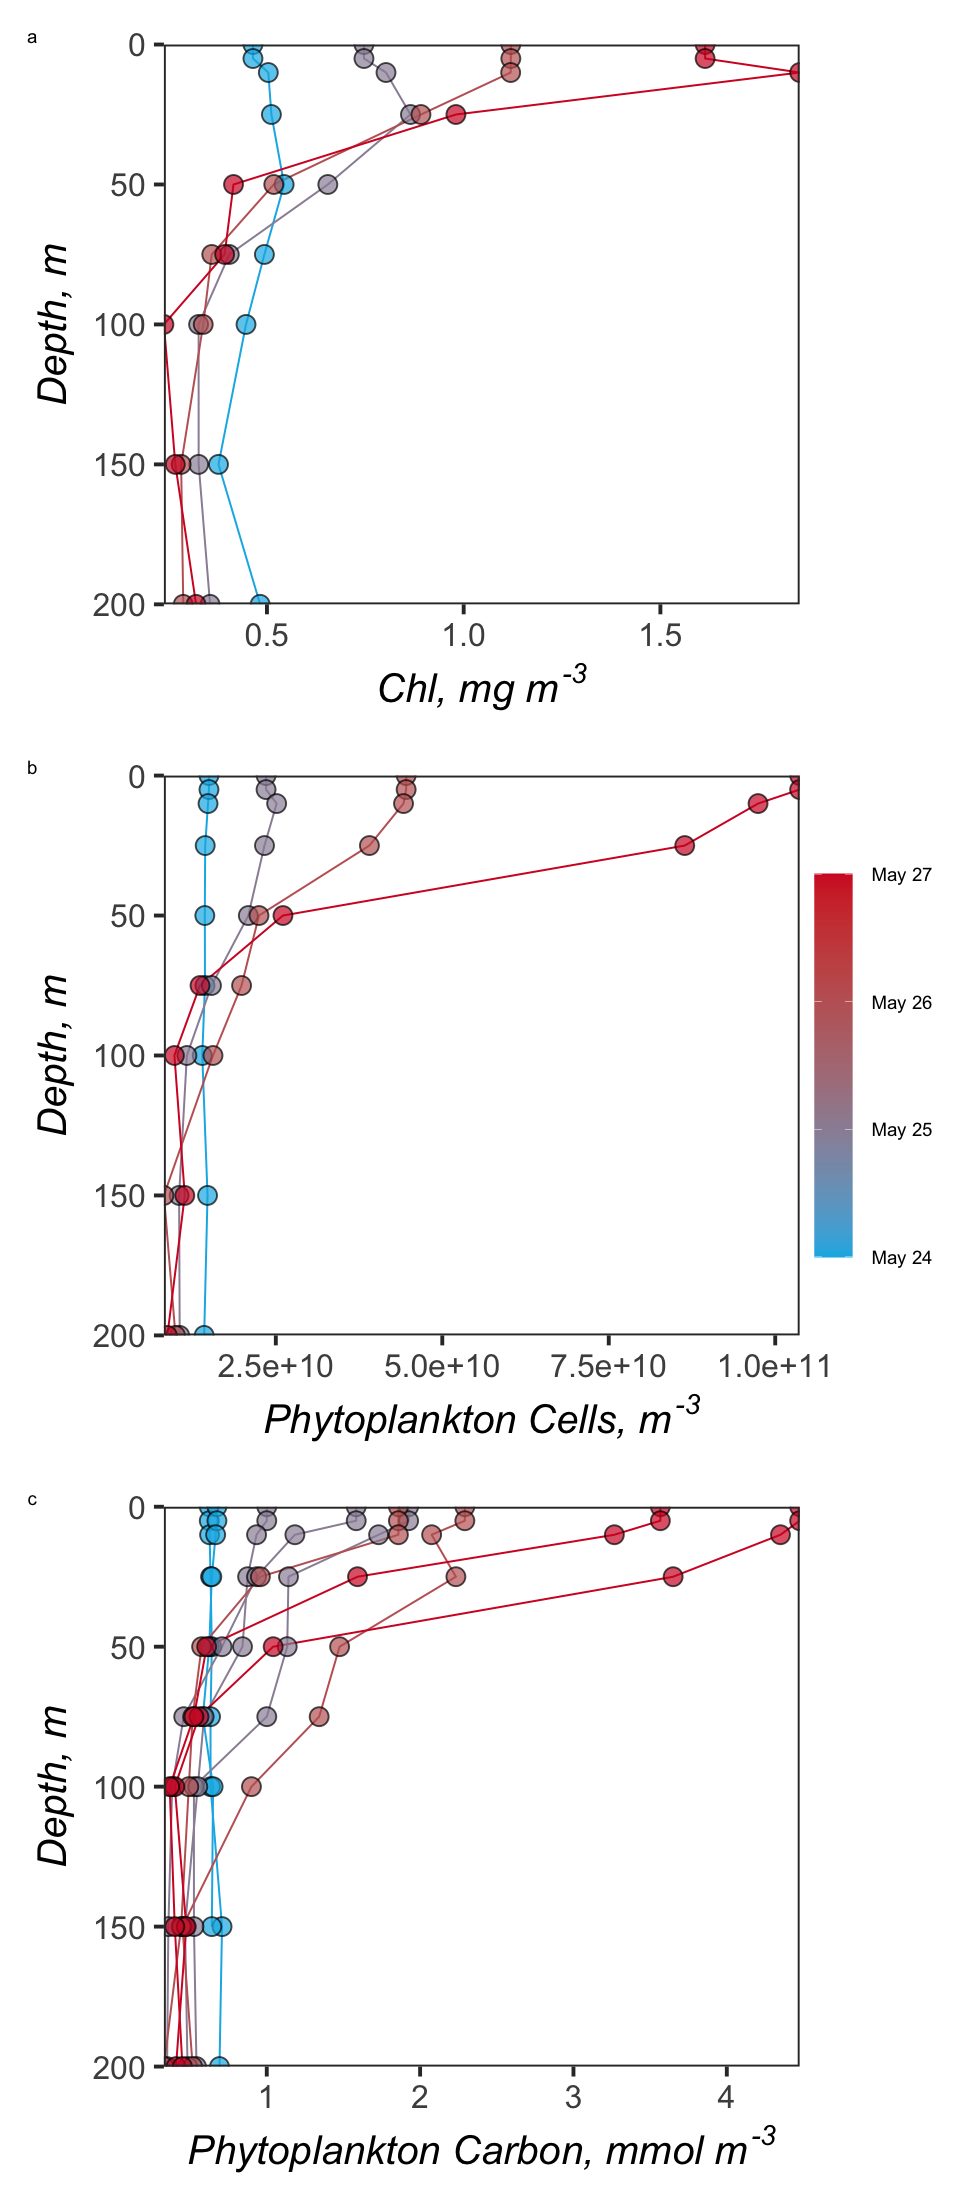 a
0
50
100
150
200
Depth, m
0.5 1.0 1.5
Chl, mg m-3
b
0
50
100
150
200
Depth, m
2.5e+10 5.0e+10 7.5e+10 1.0e+11
Phytoplankton Cells, m-3
May 27
May 26
May 25
May 24
c
0
50
100
150
200
Depth, m
1 2 3 4
Phytoplankton Carbon, mmol m-3